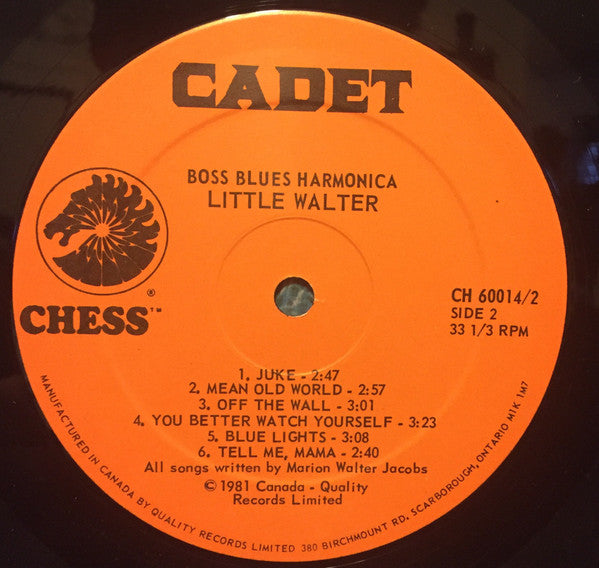 CADET
BOSS BLUES HARMONICA
LITTLE WALTER
®
CHESS™
CH 60014/2
SIDE 2
33 1/3 RPM
1. JUKE - 2:47
2. MEAN OLD WORLD - 2:57
3. OFF THE WALL - 3:01
4. YOU BETTER WATCH YOURSELF - 3:23
5. BLUE LIGHTS - 3:08
6. TELL ME, MAMA - 2:40
All songs written by Marion Walter Jacobs
©1981 Canada - Quality
Records Limited
MANUFACTURED IN CANADA BY QUALITY RECORDS LIMITED 380 BIRCHMOUNT RD. SCARBOROUGH, ONTARIO M1K 1M7